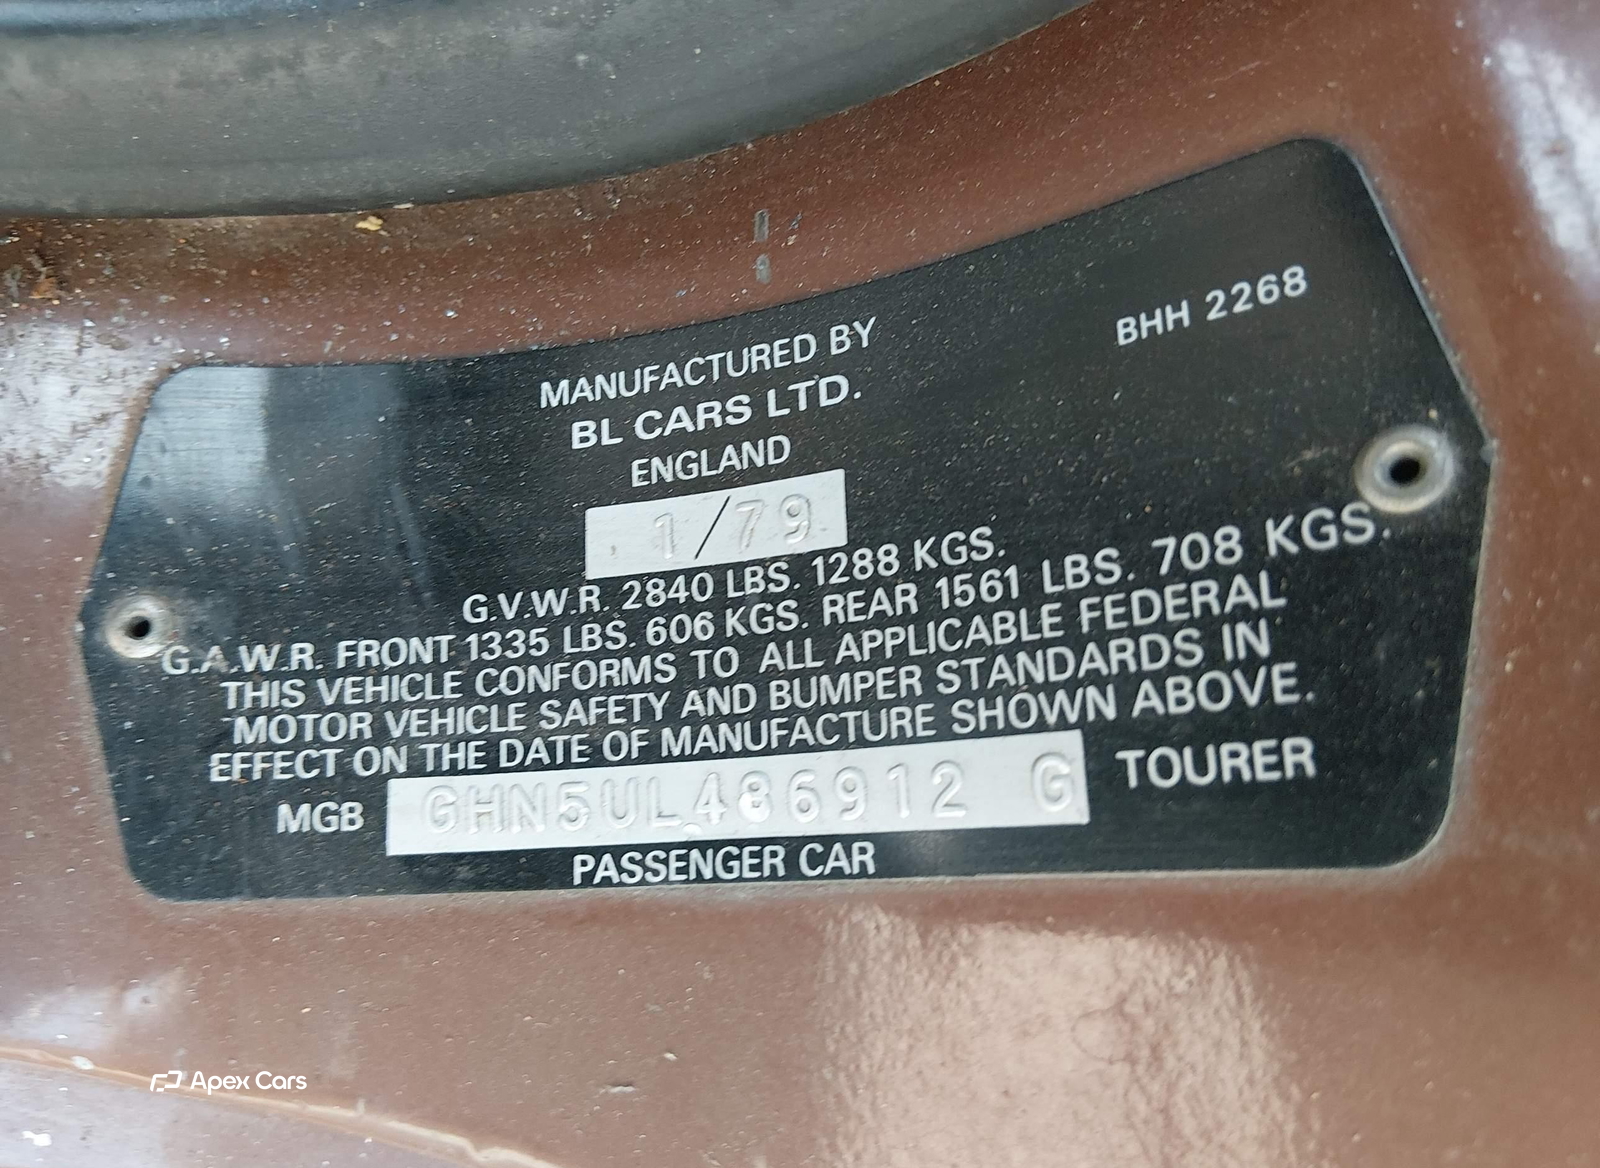 BHH 2268
MANUFACTURED BY
BL CARS LTD.
ENGLAND
1/79
G.V.W.R. 2840 LBS. 1288 KGS.
G.A.W.R. FRONT 1335 LBS. 606 KGS. REAR 1561 LBS. 708 KGS.
THIS VEHICLE CONFORMS TO ALL APPLICABLE FEDERAL
MOTOR VEHICLE SAFETY AND BUMPER STANDARDS IN
EFFECT ON THE DATE OF MANUFACTURE SHOWN ABOVE.
MGB GHN5UL486912 G TOURER
PASSENGER CAR
Apex Cars